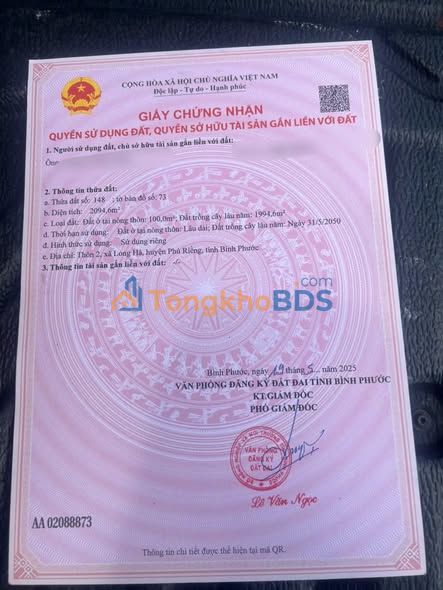 CỘNG HÒA XÃ HỘI CHỦ NGHĨA VIỆT NAM
Độc lập - Tự do - Hạnh phúc
GIẤY CHỨNG NHẬN
QUYỀN SỬ DỤNG ĐẤT, QUYỀN SỞ HỮU TÀI SẢN GẮN LIỀN VỚI ĐẤT
1. Người sử dụng đất, chủ sở hữu tài sản gắn liền với đất:
2. Thông tin thửa đất:
a. Thửa đất số: 148 ; tờ bản đồ số: 73
b. Diện tích: 2094,6m²
c. Loại đất: Đất ở tại nông thôn: 100,0m²; Đất trồng cây lâu năm: 1994,6m².
d. Thời hạn sử dụng: Đất ở tại nông thôn: Lâu dài; Đất trồng cây lâu năm: Ngày 31/5/2050
đ. Hình thức sử dụng: Sử dụng riêng
e. Địa chỉ: Thôn 2, xã Long Hà, huyện Phú Riềng, tỉnh Bình Phước.
3. Thông tin tài sản gắn liền với đất: -/-
TongkhoBDS.com
Bình Phước, ngày 19 tháng 5 năm 2025
VĂN PHÒNG ĐĂNG KÝ ĐẤT ĐAI TỈNH BÌNH PHƯỚC
KT.GIÁM ĐỐC
PHÓ GIÁM ĐỐC
VĂN PHÒNG
ĐĂNG KÝ
ĐẤT ĐAI
Lê Văn Ngọc
AA 02088873
Thông tin chi tiết được thể hiện tại mã QR.